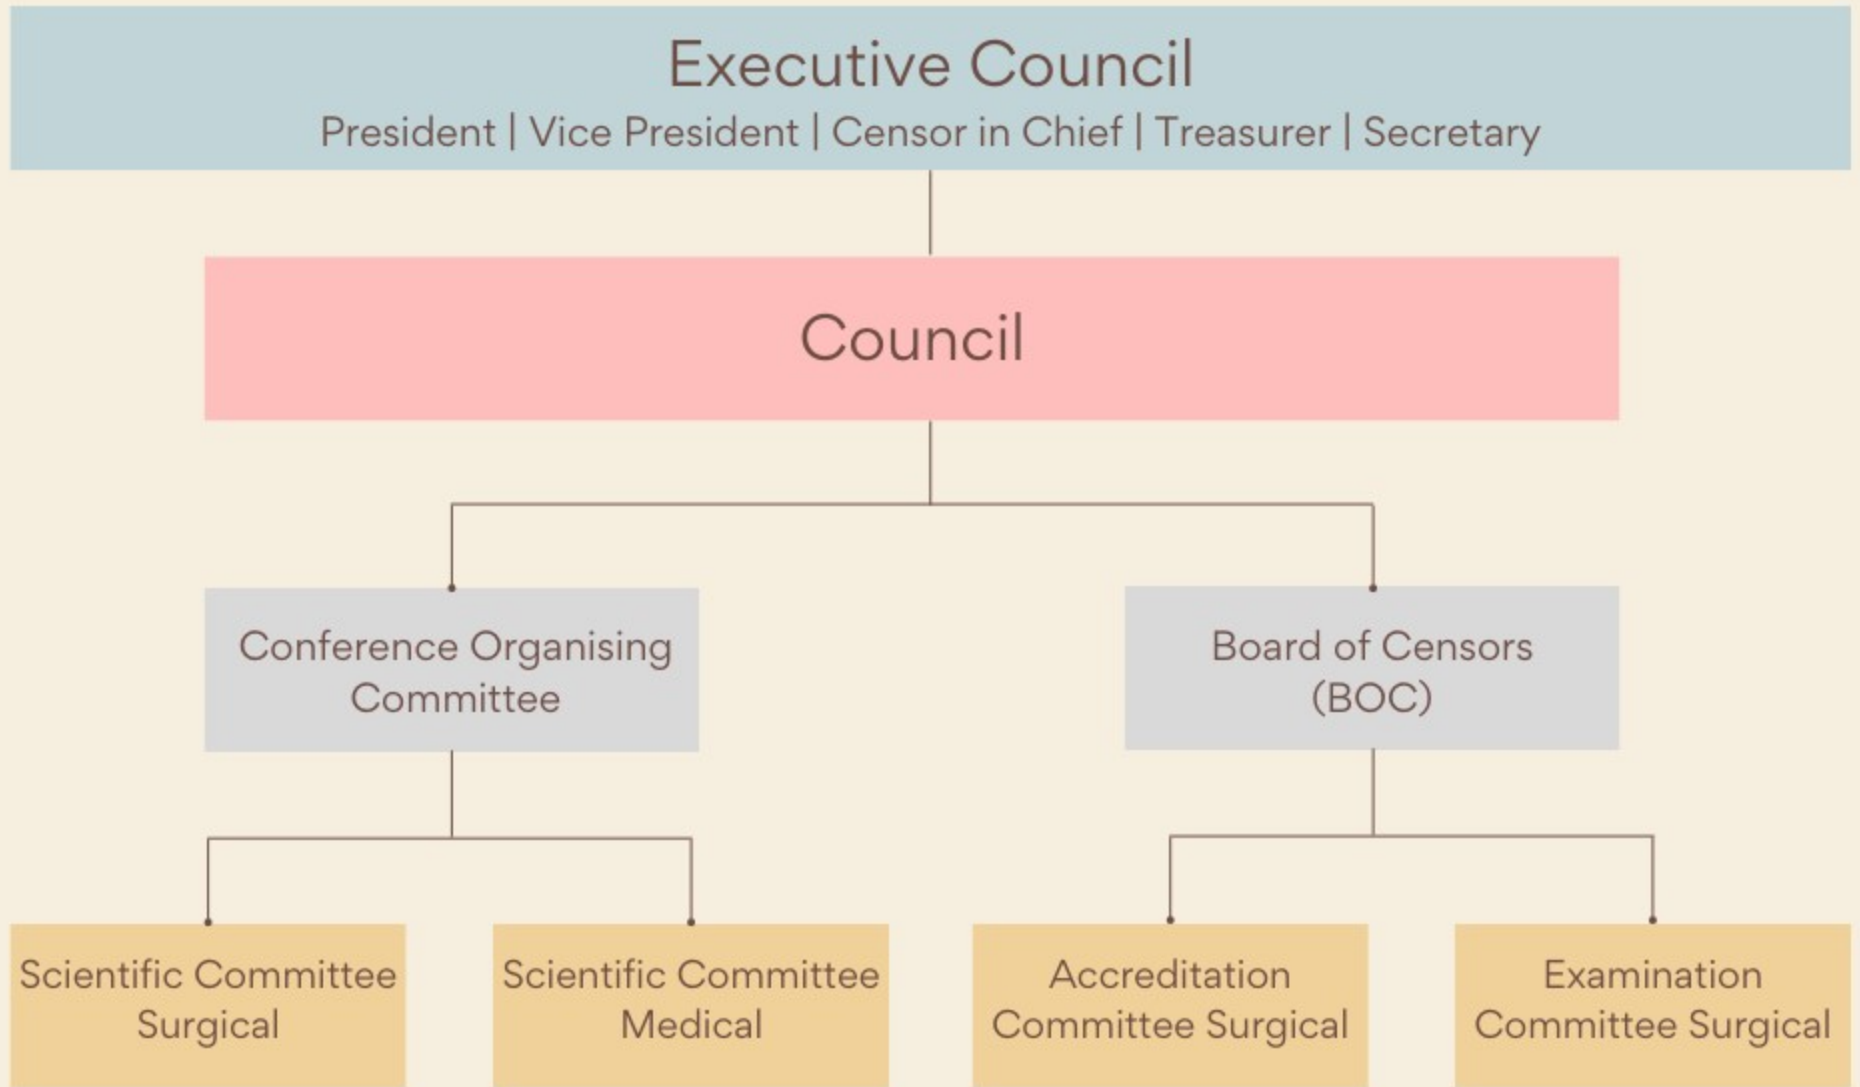 Executive Council
President | Vice President | Censor in Chief | Treasurer | Secretary
Council
Conference Organising
Committee
Board of Censors
(BOC)
Scientific Committee
Surgical
Scientific Committee
Medical
Accreditation
Committee Surgical
Examination
Committee Surgical